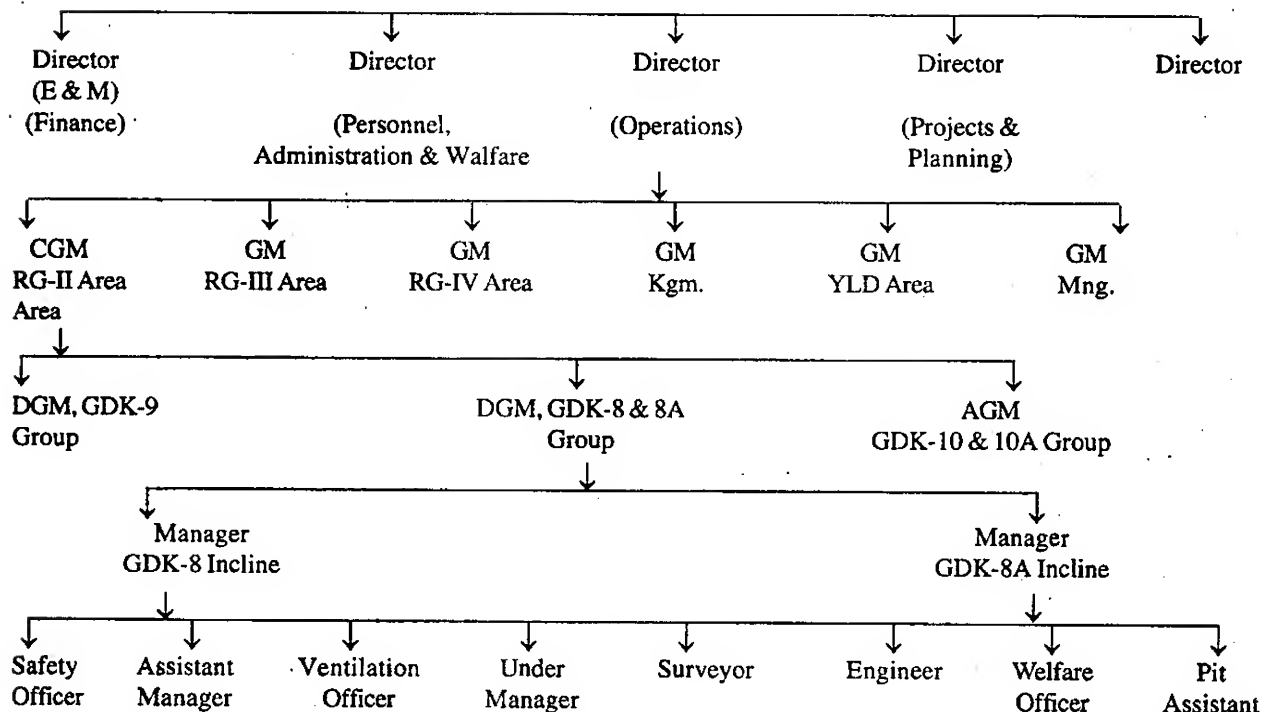 Director Director Director Director Director
(E & M)
(Finance) (Personnel, (Operations) (Projects &
Administration & Walfare Planning)
CGM GM GM GM GM GM
RG-II Area RG-III Area RG-IV Area Kgm. YLD Area Mng.
Area
DGM, GDK-9 DGM, GDK-8 & 8A AGM
Group Group GDK-10 & 10A Group
Manager Manager
GDK-8 Incline GDK-8A Incline
Safety Assistant Ventilation Under Surveyor Engineer Welfare Pit
Officer Manager Officer Manager Officer Assistant